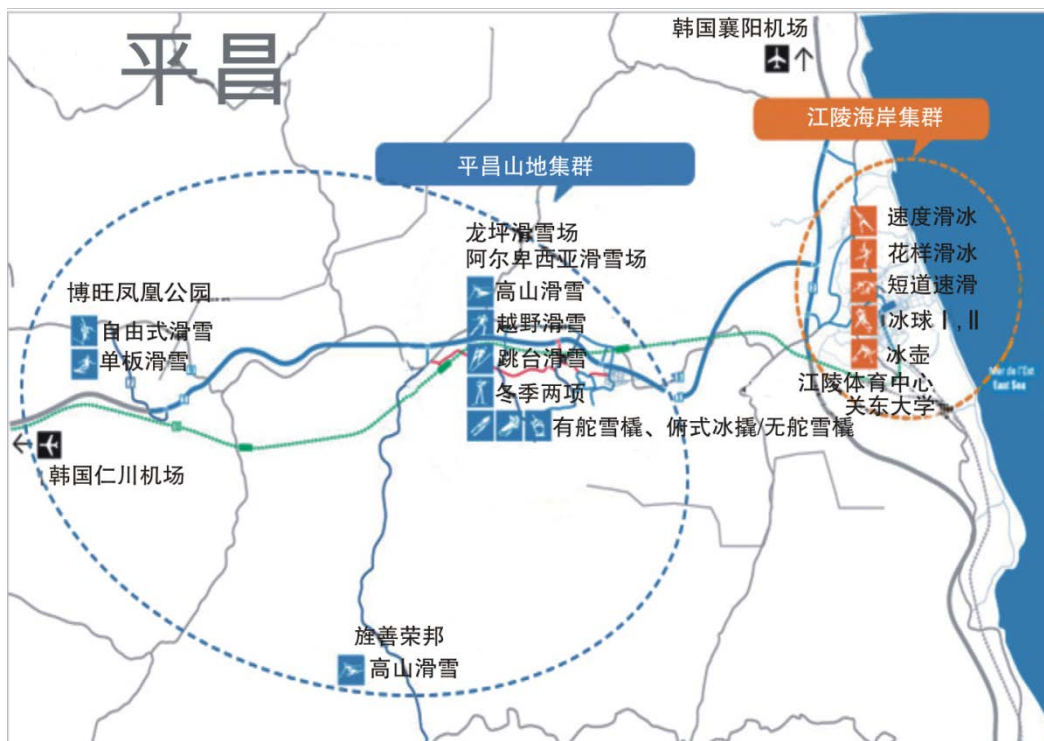 平昌
韩国襄阳机场
江陵海岸集群
平昌山地集群
龙坪滑雪场
阿尔卑西亚滑雪场
高山滑雪
越野滑雪
跳台滑雪
冬季两项
有舵雪橇、俯式冰撬/无舵雪橇
博旺凤凰公园
自由式滑雪
单板滑雪
韩国仁川机场
速度滑冰
花样滑冰
短道速滑
冰球Ⅰ,Ⅱ
冰壶
江陵体育中心
关东大学
Mer de l'Est
East Sea
旌善荣邦
高山滑雪